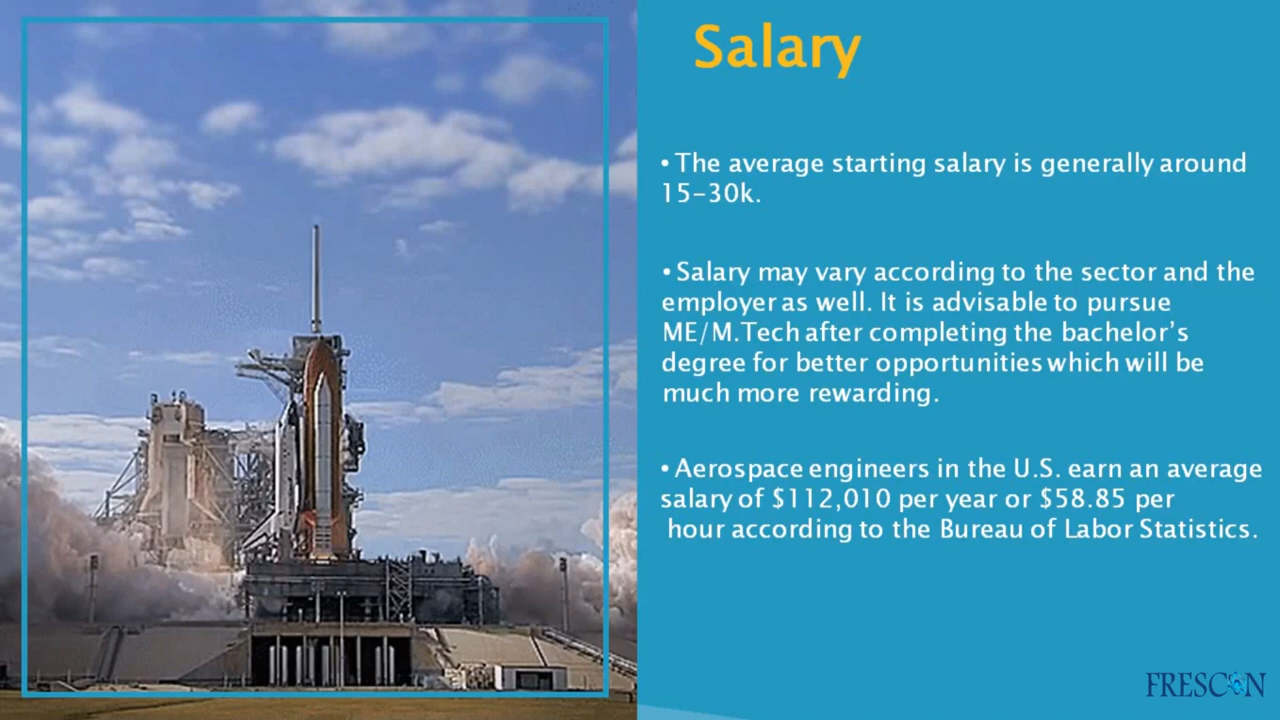 Salary
• The average starting salary is generally around
15-30k.
• Salary may vary according to the sector and the
employer as well. It is advisable to pursue
ME/M.Tech after completing the bachelor's
degree for better opportunities which will be
much more rewarding.
• Aerospace engineers in the U.S. earn an average
salary of $112,010 per year or $58.85 per
hour according to the Bureau of Labor Statistics.
FRESCON